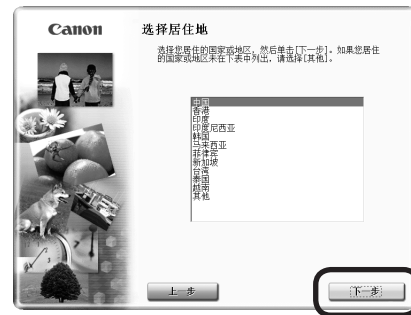 Canon
选择居住地
选择您居住的国家或地区，然后单击[下一步]。如果您居住
的国家或地区未在下表中列出，请选择[其他]。
中国
香港
印度
印度尼西亚
韩国
马来西亚
菲律宾
新加坡
台湾
泰国
越南
其他
上一步
下一步